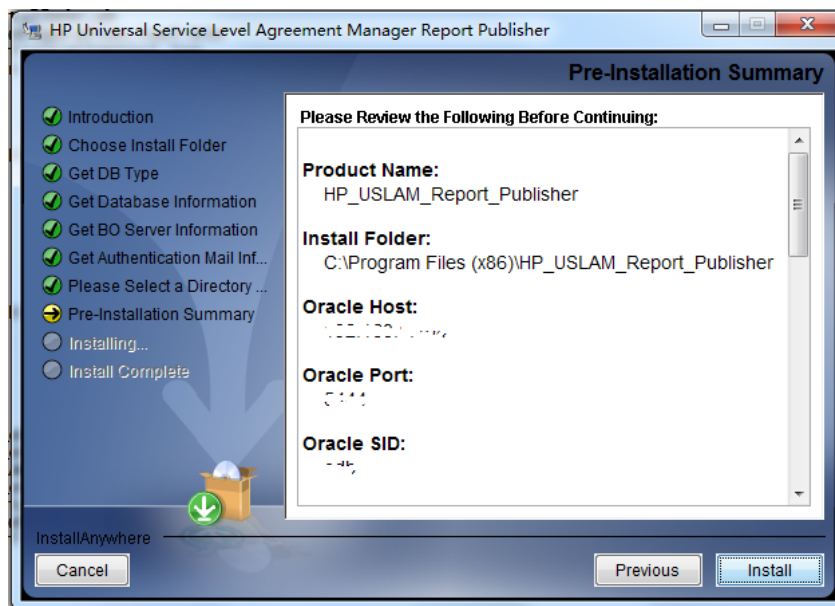 HP Universal Service Level Agreement Manager Report Publisher
Pre-Installation Summary
Introduction
Choose Install Folder
Get DB Type
Get Database Information
Get BO Server Information
Get Authentication Mail Inf...
Please Select a Directory ...
Pre-Installation Summary
Installing...
Install Complete
Please Review the Following Before Continuing:
Product Name:
HP_USLAM_Report_Publisher
Install Folder:
C:\Program Files (x86)\HP_USLAM_Report_Publisher
Oracle Host:
Oracle Port:
Oracle SID:
InstallAnywhere
Cancel
Previous
Install